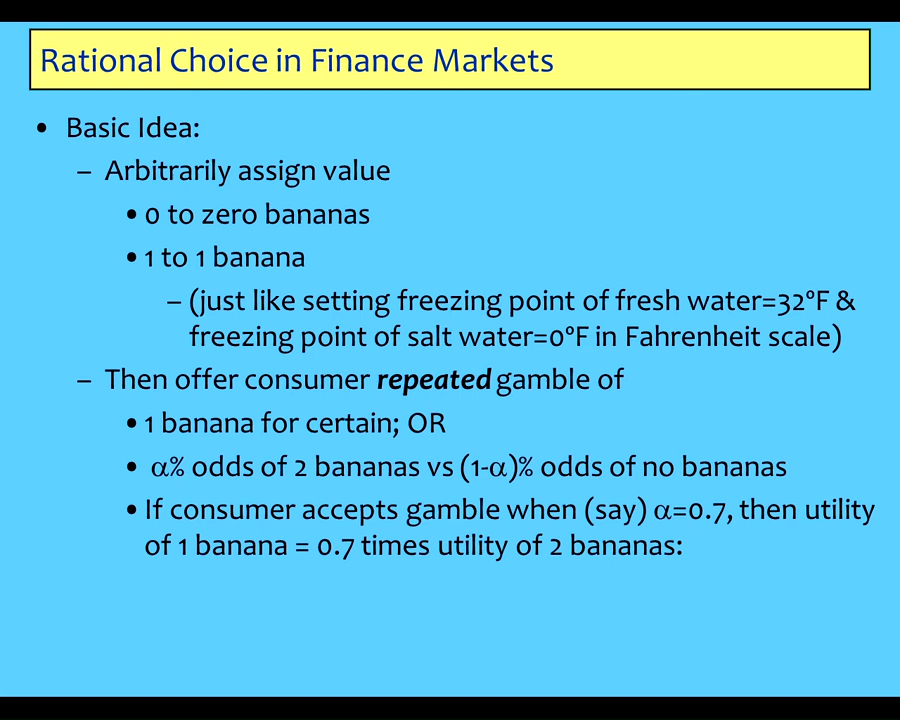 Rational Choice in Finance Markets
• Basic Idea:
– Arbitrarily assign value
• 0 to zero bananas
• 1 to 1 banana
– (just like setting freezing point of fresh water=32ºF &
freezing point of salt water=0ºF in Fahrenheit scale)
– Then offer consumer repeated gamble of
• 1 banana for certain; OR
• α% odds of 2 bananas vs (1-α)% odds of no bananas
• If consumer accepts gamble when (say) α=0.7, then utility
of 1 banana = 0.7 times utility of 2 bananas: